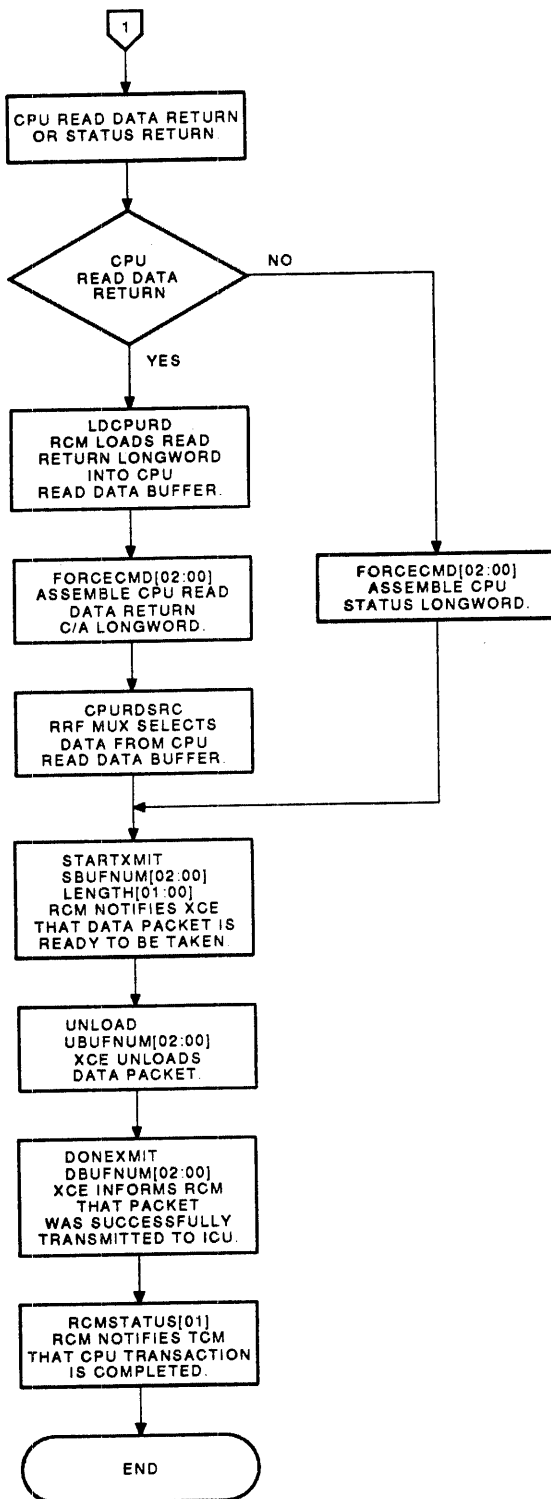 1
CPU READ DATA RETURN
OR STATUS RETURN.
CPU
READ DATA
RETURN
NO
YES
LDCPURD
RCM LOADS READ
RETURN LONGWORD
INTO CPU
READ DATA BUFFER.
FORCECMD[02:00]
ASSEMBLE CPU READ
DATA RETURN
C/A LONGWORD.
FORCECMD[02:00]
ASSEMBLE CPU
STATUS LONGWORD.
CPURDSRC
RRF MUX SELECTS
DATA FROM CPU
READ DATA BUFFER.
STARTXMIT
SBUFNUM[02:00]
LENGTH[01:00]
RCM NOTIFIES XCE
THAT DATA PACKET IS
READY TO BE TAKEN.
UNLOAD
UBUFNUM[02:00]
XCE UNLOADS
DATA PACKET.
DONEXMIT
DBUFNUM[02:00]
XCE INFORMS RCM
THAT PACKET
WAS SUCCESSFULLY
TRANSMITTED TO ICU.
RCMSTATUS[01]
RCM NOTIFIES TCM
THAT CPU TRANSACTION
IS COMPLETED.
END